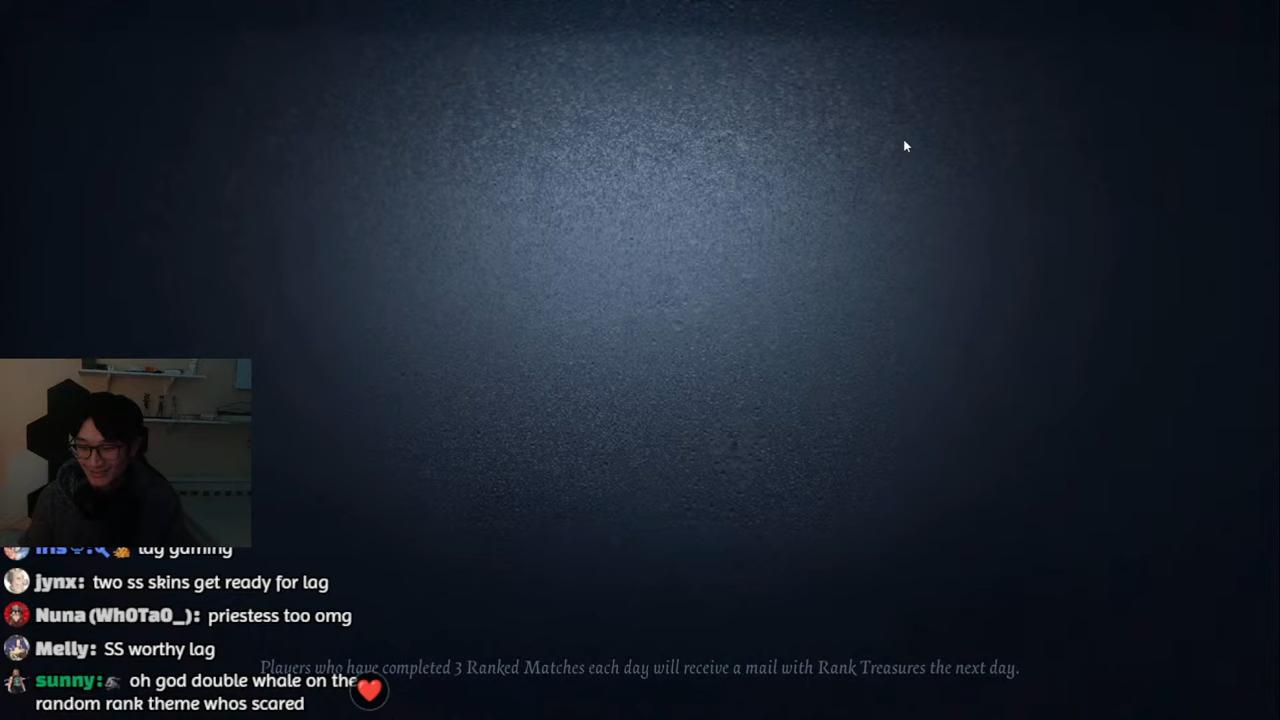 lag gaming
jynx: two ss skins get ready for lag
Nuna (WhOTaO_): priestess too omg
Melly: SS worthy lag
Players who have completed 3 Ranked Matches each day will receive a mail with Rank Treasures the next day.
sunny: oh god double whale on the
random rank theme whos scared